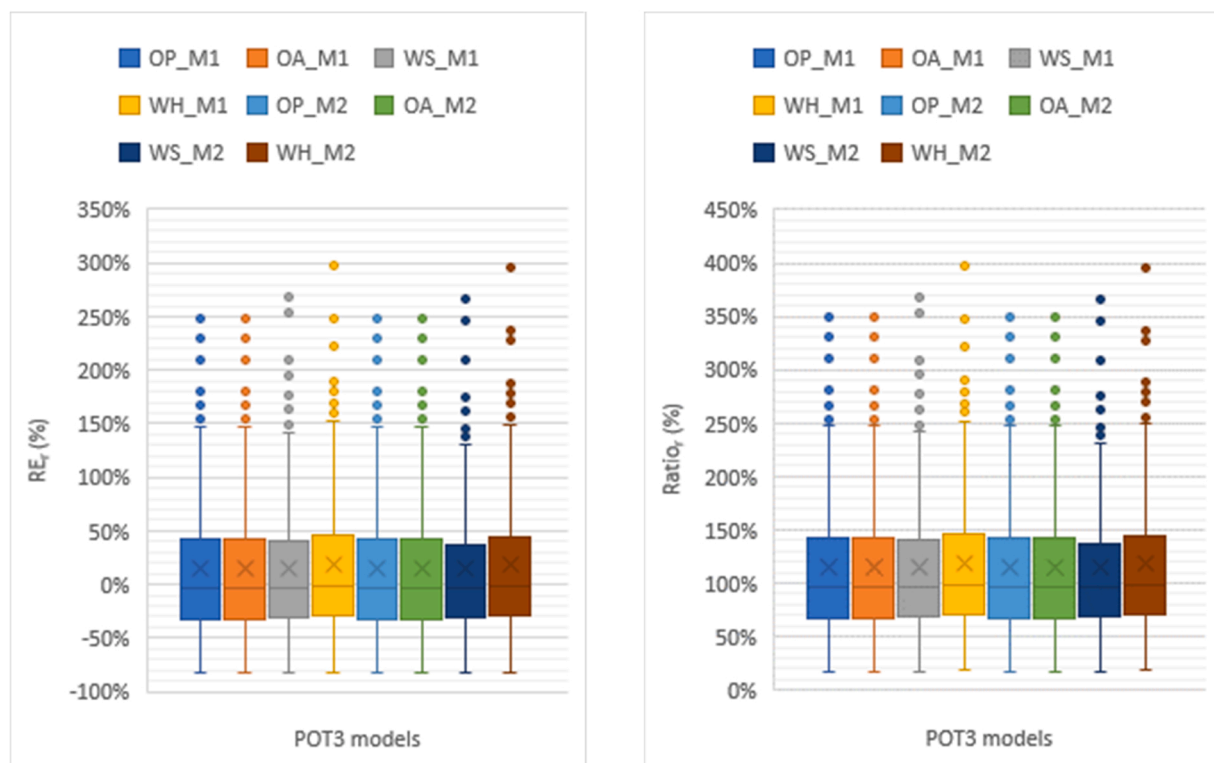 OP_M1 OA_M1 WS_M1
WH_M1 OP_M2 OA_M2
WS_M2 WH_M2
350%
300%
250%
200%
150%
100%
50%
0%
-50%
-100%
REr (%)
POT3 models
OP_M1 OA_M1 WS_M1
WH_M1 OP_M2 OA_M2
WS_M2 WH_M2
450%
400%
350%
300%
250%
200%
150%
100%
50%
0%
Ratior (%)
POT3 models